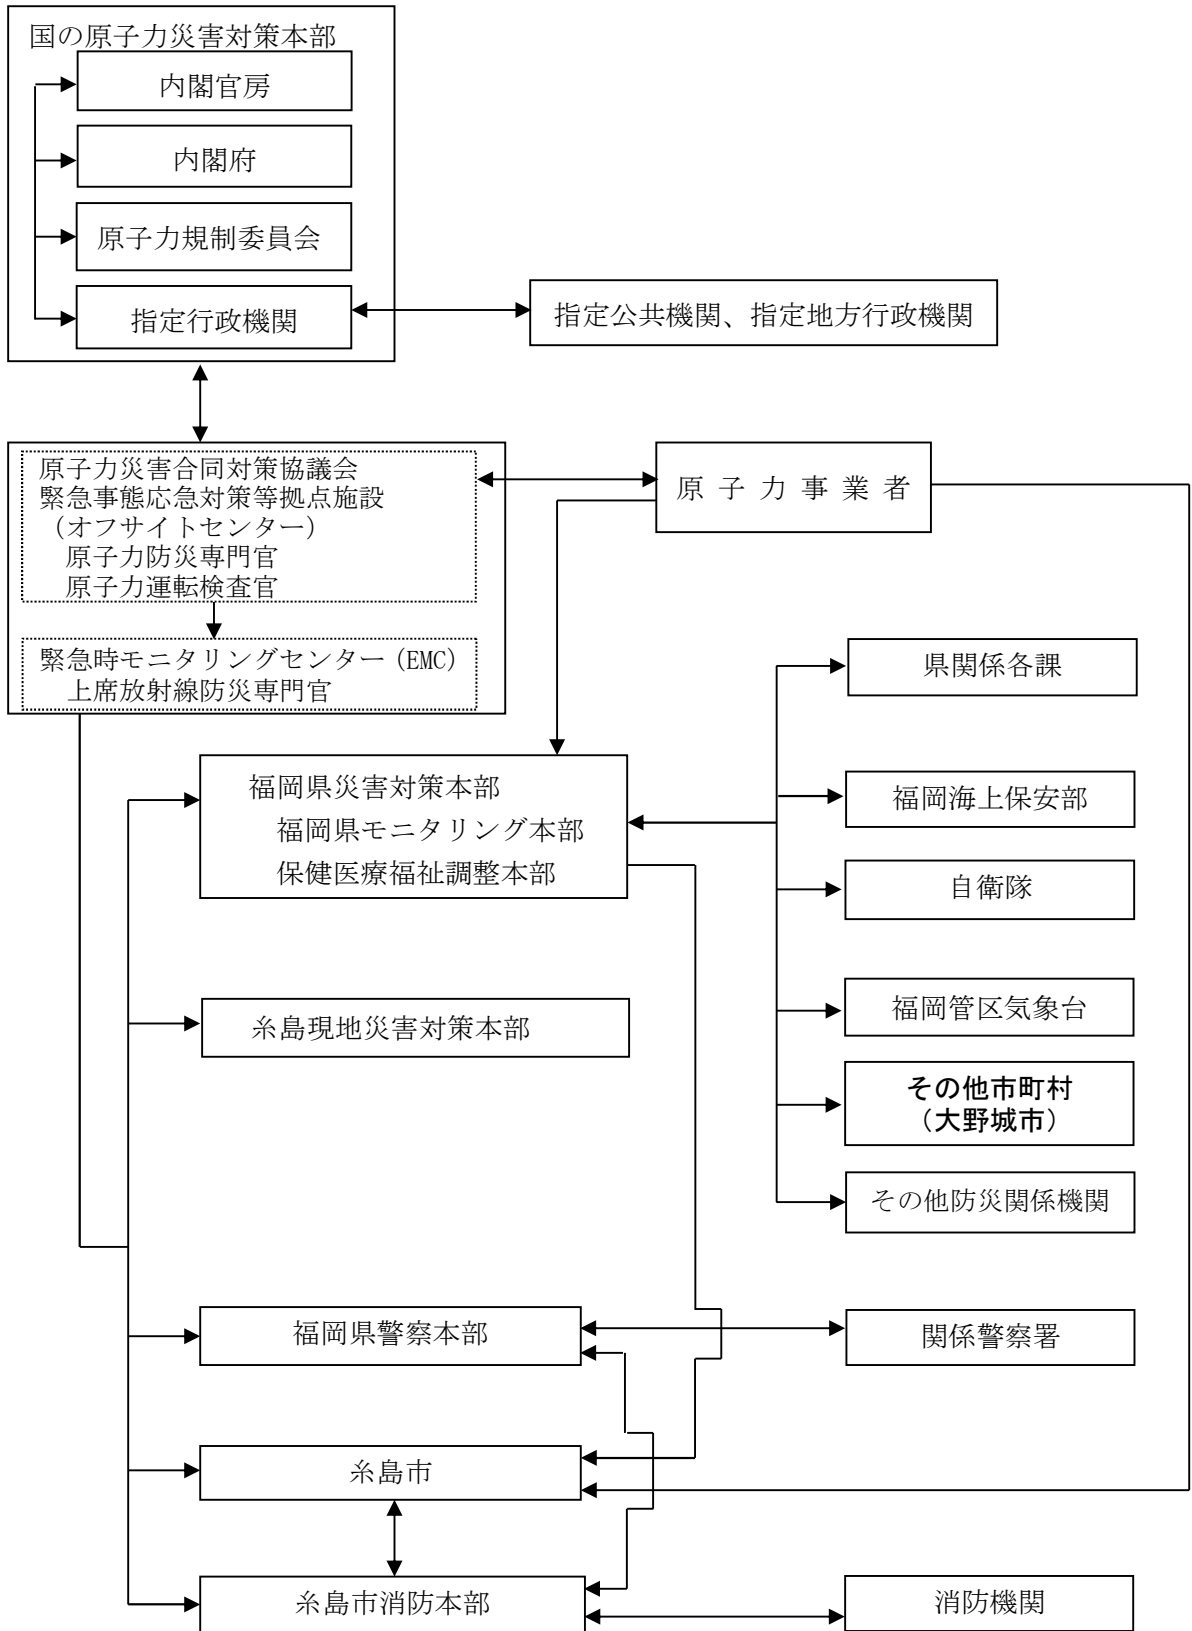 国の原子力災害対策本部
内閣官房
内閣府
原子力規制委員会
指定行政機関
指定公共機関、指定地方行政機関
原子力災害合同対策協議会
緊急事態応急対策等拠点施設
（オフサイトセンター）
原子力防災専門官
原子力運転検査官
原子力事業者
緊急時モニタリングセンター（EMC）
上席放射線防災専門官
県関係各課
福岡県災害対策本部
福岡県モニタリング本部
保健医療福祉調整本部
福岡海上保安部
自衛隊
福岡管区気象台
糸島現地災害対策本部
その他市町村
（大野城市）
その他防災関係機関
福岡県警察本部
関係警察署
糸島市
糸島市消防本部
消防機関